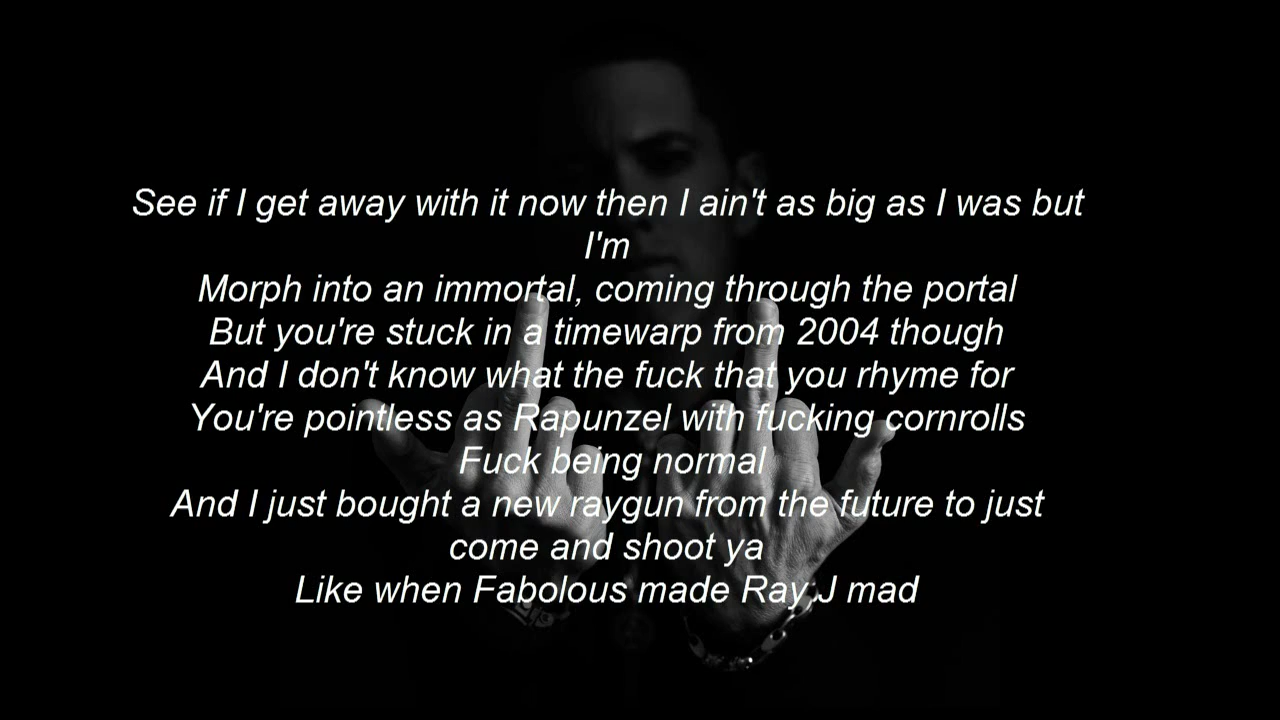 See if I get away with it now then I ain't as big as I was but
I'm
Morph into an immortal, coming through the portal
But you're stuck in a timewarp from 2004 though
And I don't know what the fuck that you rhyme for
You're pointless as Rapunzel with fucking cornrolls
Fuck being normal
And I just bought a new raygun from the future to just
come and shoot ya
Like when Fabolous made Ray J mad